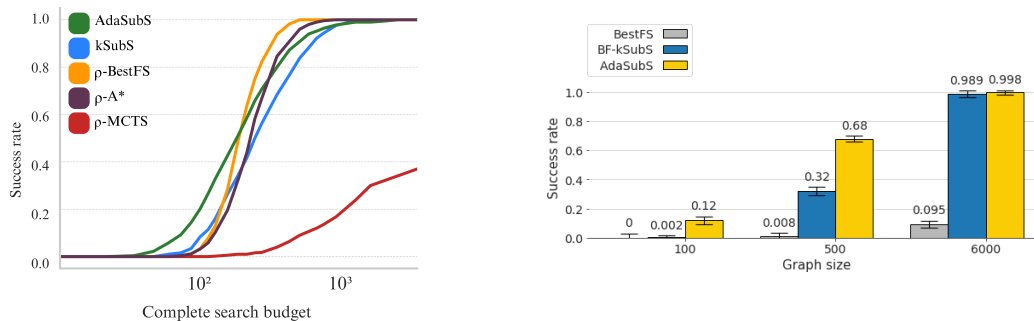 1.0
0.8
0.6
0.4
0.2
0.0
Success rate
AdaSubS
kSubS
ρ-BestFS
ρ-A*
ρ-MCTS
10²
10³
Complete search budget
BestFS
BF-kSubS
AdaSubS
1.0
0.8
0.6
0.4
0.2
0.0
Success rate
0
0.002
0.12
0.008
0.32
0.68
0.095
0.989
0.998
100
500
6000
Graph size